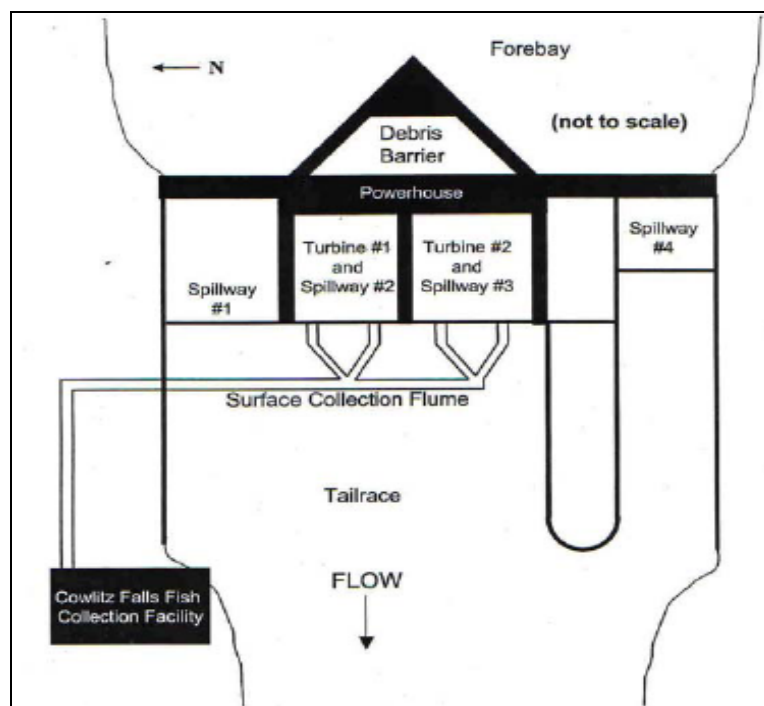 Forebay
N
(not to scale)
Debris
Barrier
Powerhouse
Spillway
#1
Turbine #1
and
Spillway #2
Turbine #2
and
Spillway #3
Spillway
#4
Surface Collection Flume
Tailrace
FLOW
Cowlitz Falls Fish
Collection Facility